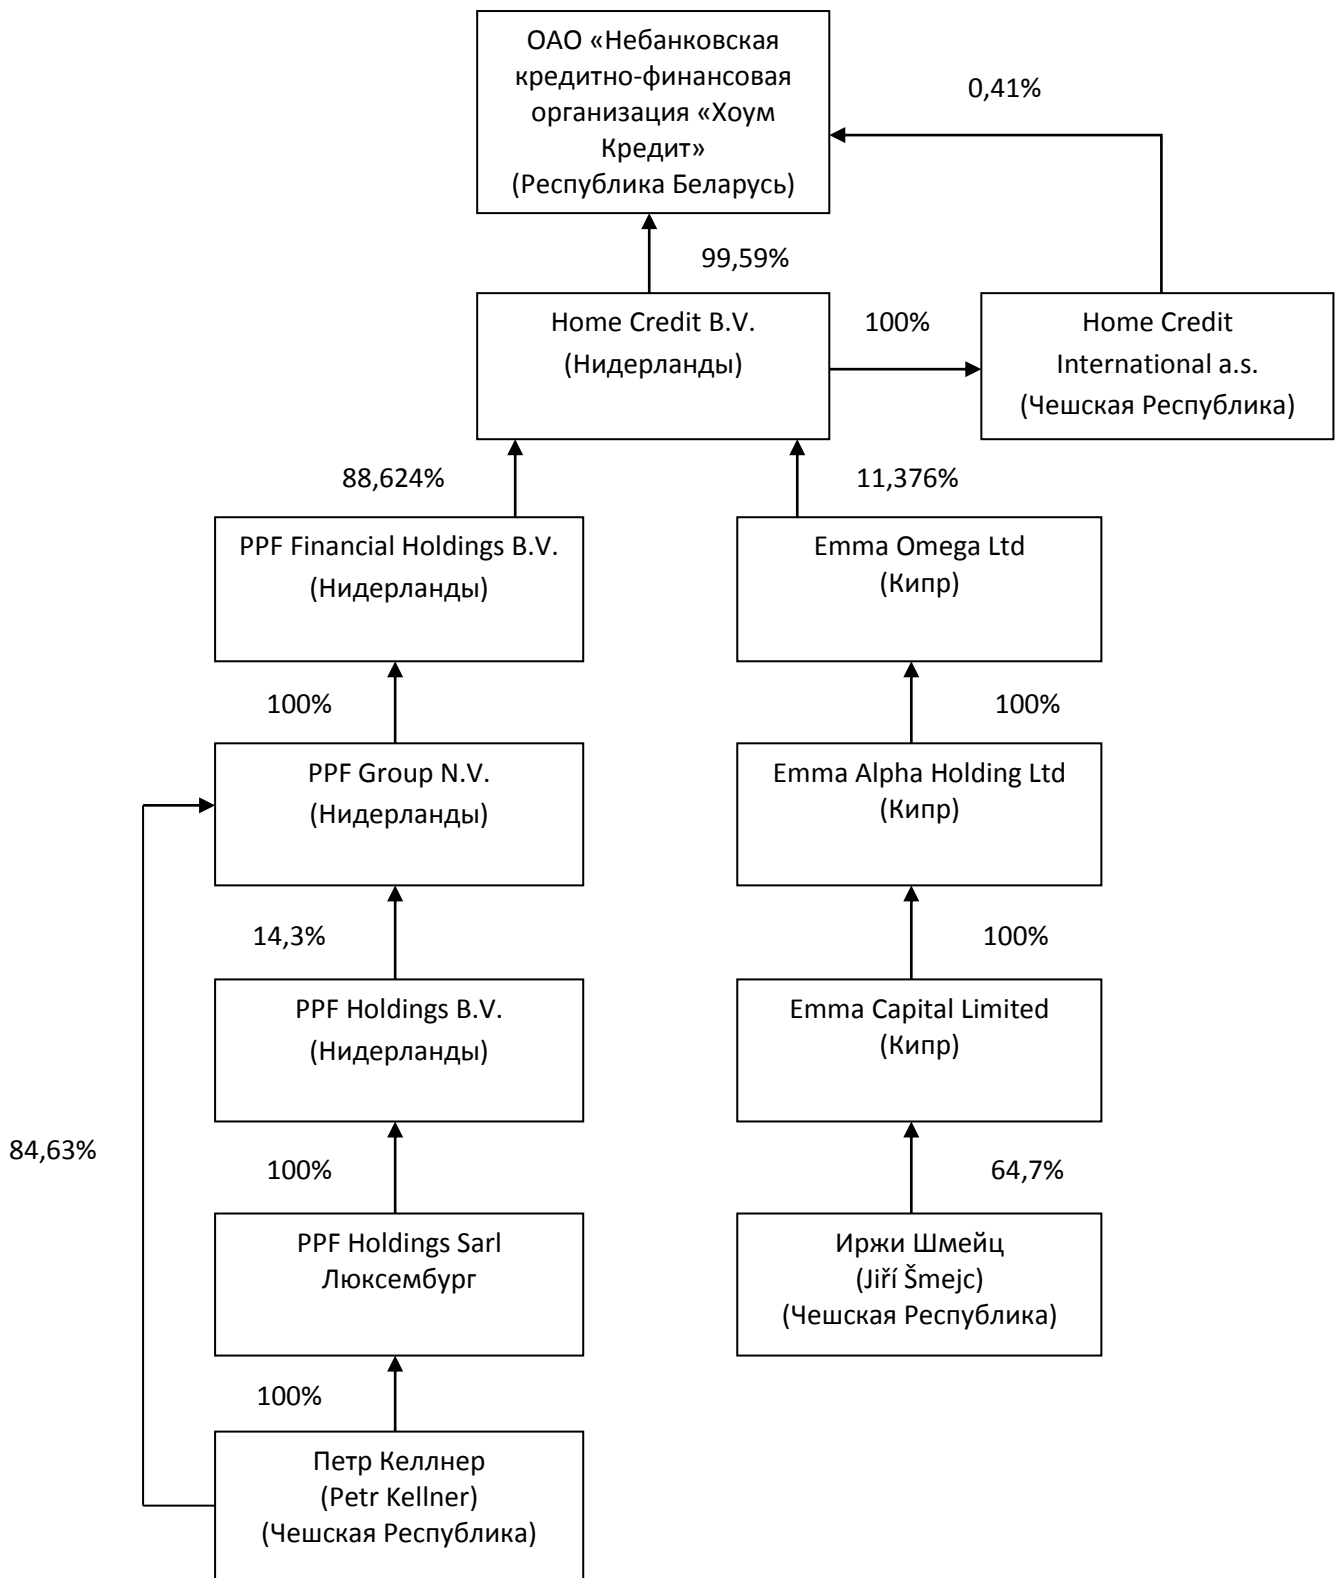 ОАО «Небанковская
кредитно-финансовая
организация «Хоум
Кредит»
(Республика Беларусь)
0,41%
99,59%
Home Credit B.V.
(Нидерланды)
100%
Home Credit
International a.s.
(Чешская Республика)
88,624%
11,376%
PPF Financial Holdings B.V.
(Нидерланды)
Emma Omega Ltd
(Кипр)
100%
100%
PPF Group N.V.
(Нидерланды)
Emma Alpha Holding Ltd
(Кипр)
14,3%
100%
PPF Holdings B.V.
(Нидерланды)
Emma Capital Limited
(Кипр)
84,63%
100%
64,7%
PPF Holdings Sarl
Люксембург
Иржи Шмейц
(Jiří Šmejc)
(Чешская Республика)
100%
Петр Келлнер
(Petr Kellner)
(Чешская Республика)